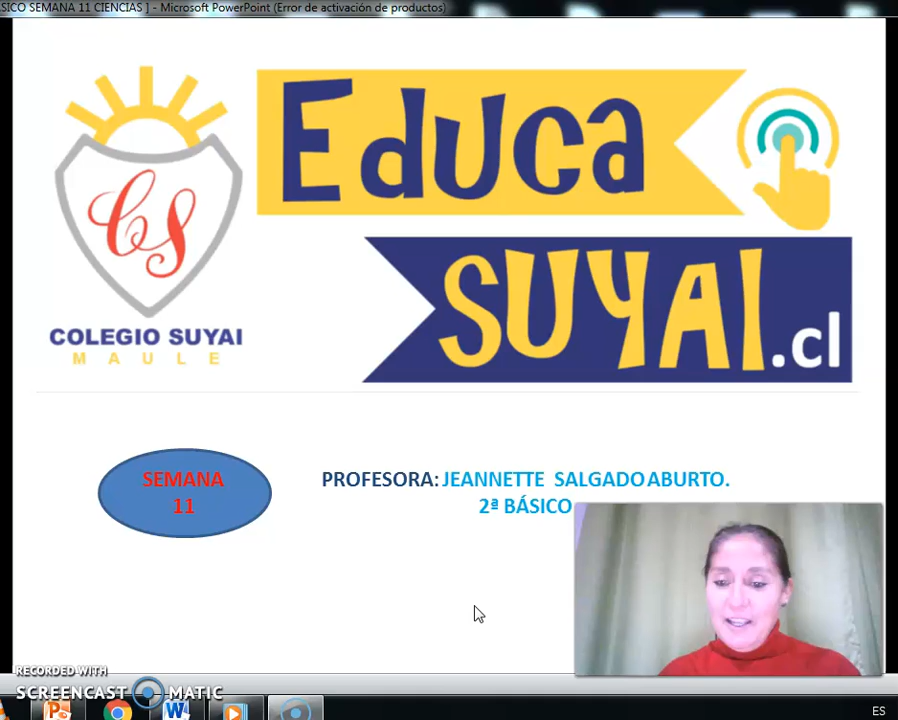 SICO SEMANA 11 CIENCIAS ] - Microsoft PowerPoint (Error de activación de productos)
Educa
CS
COLEGIO SUYAI
MAULE
SUYAI.cl
SEMANA
11
PROFESORA: JEANNETTE SALGADO ABURTO.
2ª BÁSICO
RECORDED WITH
SCREENCAST MATIC
ES